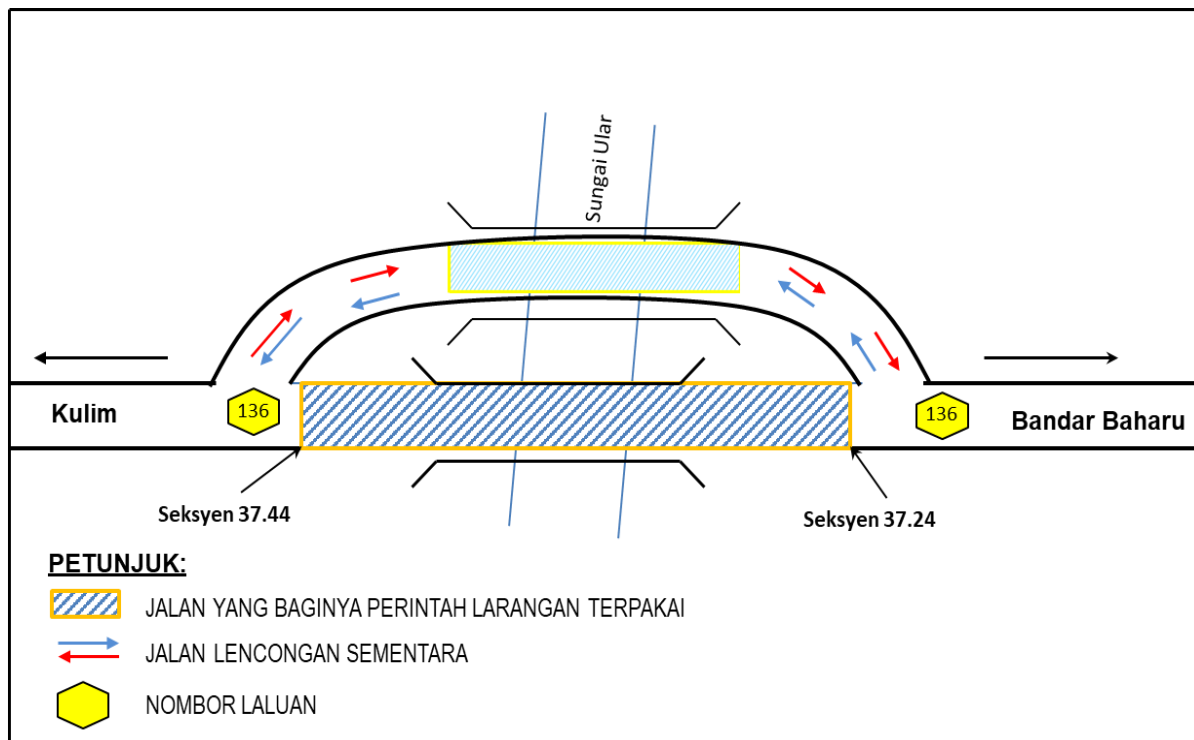 Sungai Ular
136
136
Kulim
Bandar Baharu
Seksyen 37.44
Seksyen 37.24
PETUNJUK:
JALAN YANG BAGINYA PERINTAH LARANGAN TERPAKAI
JALAN LENCONGAN SEMENTARA
NOMBOR LALUAN